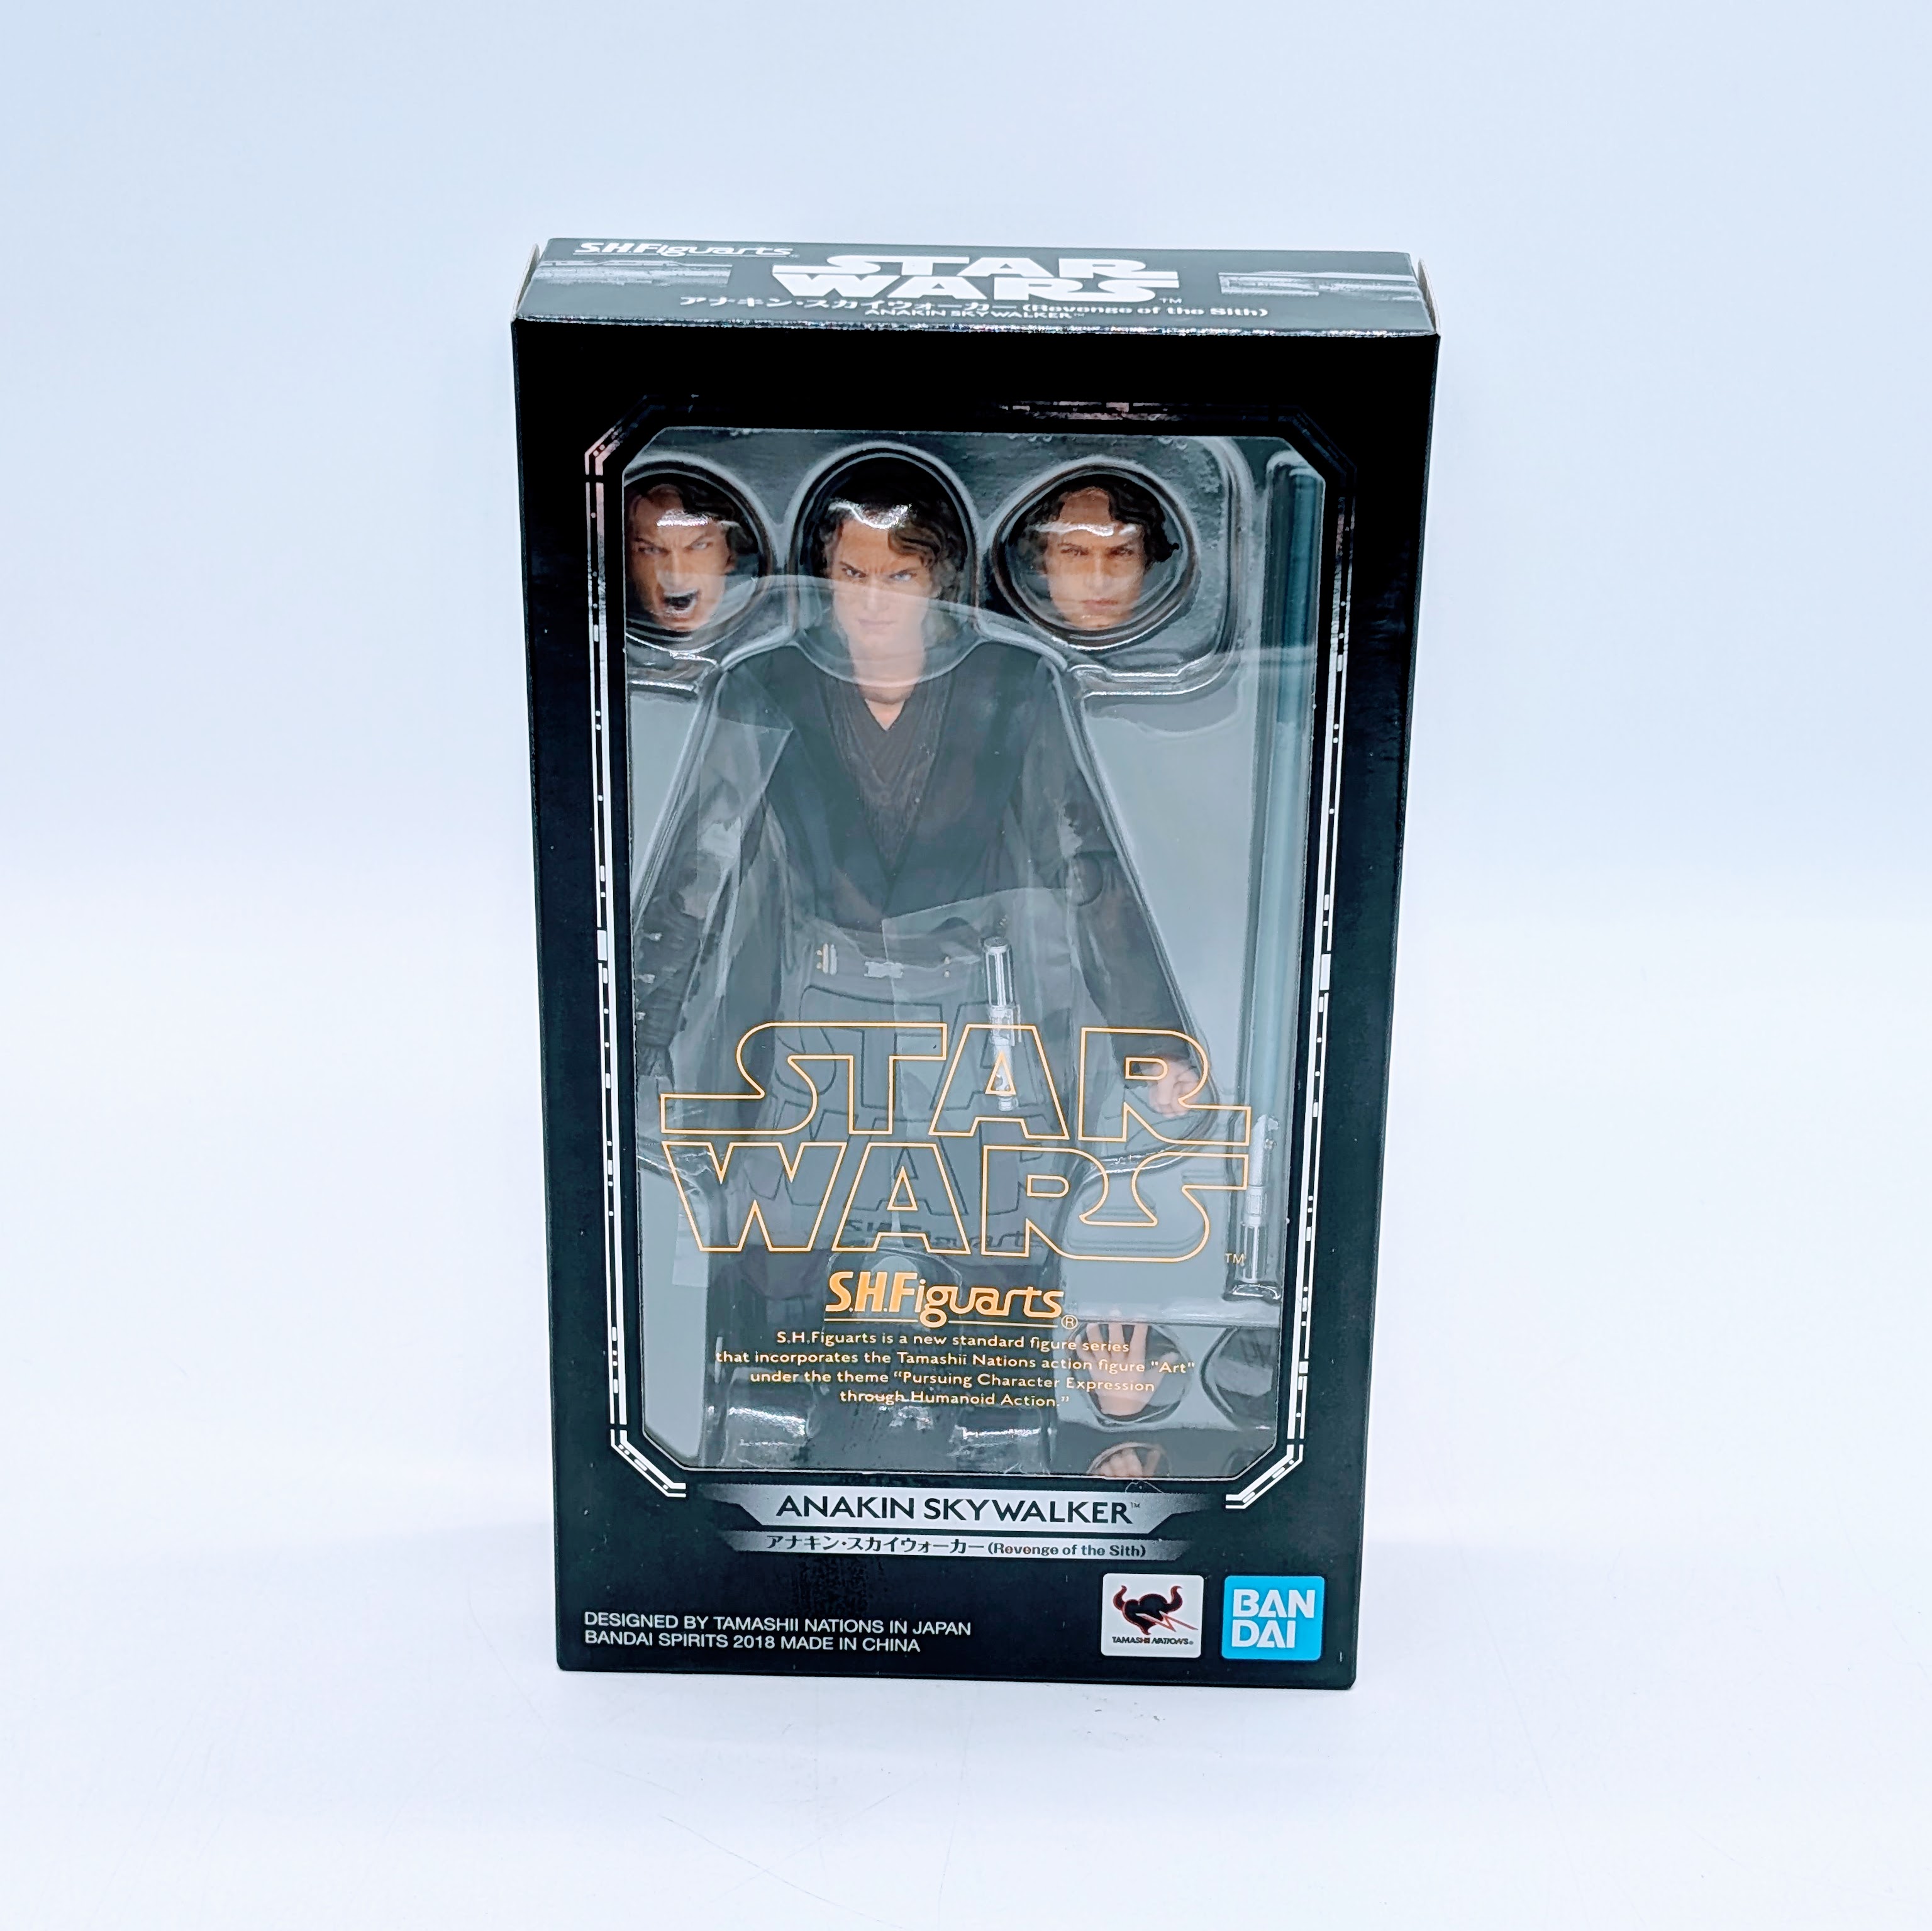 S.H.Figuarts
STAR
WARS™
アナキン・スカイウォーカー (Revenge of the Sith)
ANAKIN SKYWALKER™
STAR
WARS™
S.H.Figuarts®
S.H.Figuarts is a new standard figure series
that incorporates the Tamashii Nations action figure "Art"
under the theme “Pursuing Character Expression
through Humanoid Action.”
ANAKIN SKYWALKER™
アナキン・スカイウォーカー (Revenge of the Sith)
DESIGNED BY TAMASHII NATIONS IN JAPAN
BANDAI SPIRITS 2018 MADE IN CHINA
TAMASHII NATIONS®
BAN
DAI